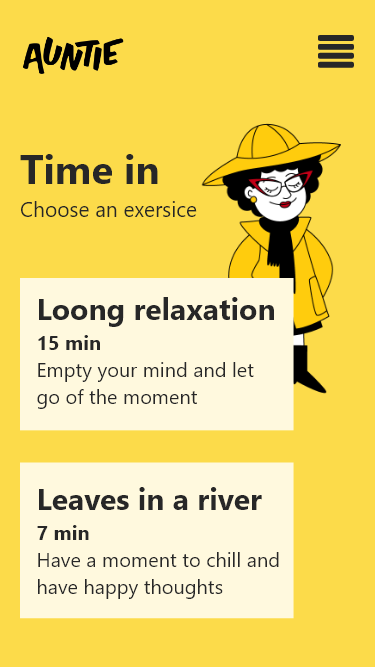 AUNTIE
Time in
Choose an exersice
Loong relaxation
15 min
Empty your mind and let
go of the moment
Leaves in a river
7 min
Have a moment to chill and
have happy thoughts